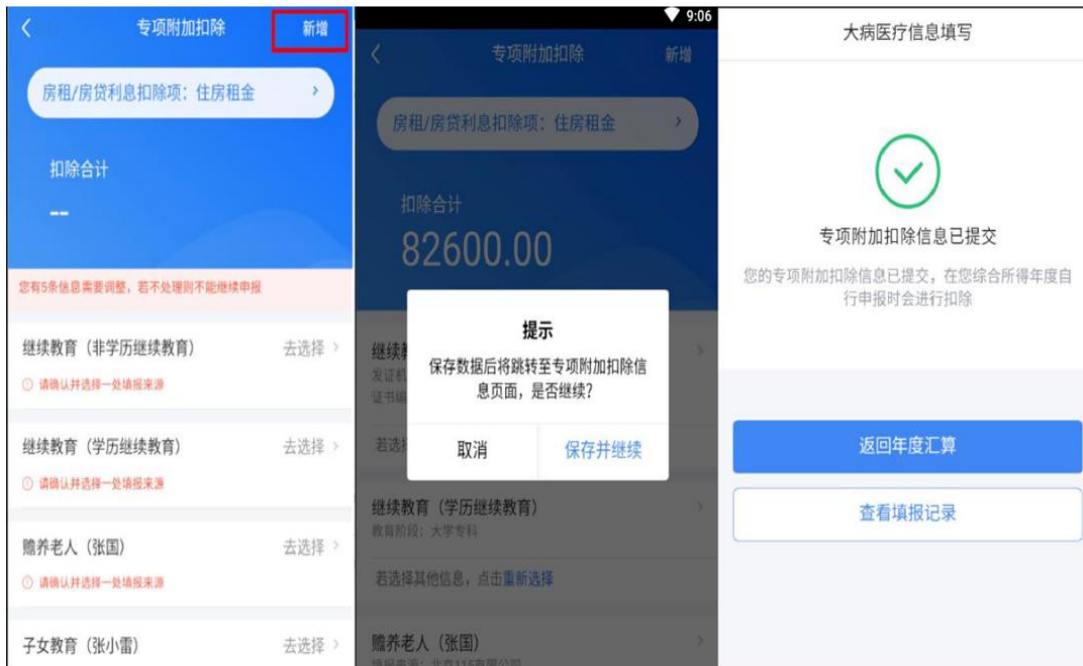 专项附加扣除
新增
房租/房贷利息扣除项：住房租金
扣除合计
--
您有5条信息需要调整，若不处理则不能继续申报
继续教育（非学历继续教育）
去选择
请确认并选择一处填报来源
继续教育（学历继续教育）
去选择
请确认并选择一处填报来源
赡养老人（张国）
去选择
请确认并选择一处填报来源
子女教育（张小雷）
去选择
9:06
专项附加扣除
新增
房租/房贷利息扣除项：住房租金
扣除合计
82600.00
提示
保存数据后将跳转至专项附加扣除信
息页面，是否继续？
取消
保存并继续
继续
发证机
证书编
若选择
继续教育（学历继续教育）
教育阶段：大学专科
若选择其他信息，点击重新选择
赡养老人（张国）
大病医疗信息填写
专项附加扣除信息已提交
您的专项附加扣除信息已提交，在您综合所得年度自
行申报时会进行扣除
返回年度汇算
查看填报记录